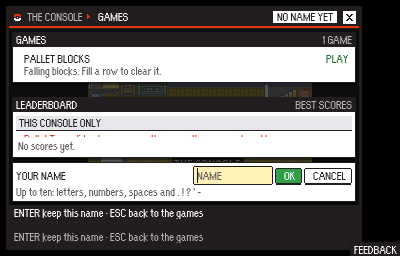 THE CONSOLE ▸ GAMES
NO NAME YET X
GAMES 1 GAME
PALLET BLOCKS PLAY
Falling blocks. Fill a row to clear it.
LEADERBOARD BEST SCORES
THIS CONSOLE ONLY
No scores yet.
THE CONSOLE
YOUR NAME NAME OK CANCEL
Up to ten: letters, numbers, spaces and . ! ? ' -
ENTER keep this name · ESC back to the games
ENTER keep this name · ESC back to the games
FEEDBACK